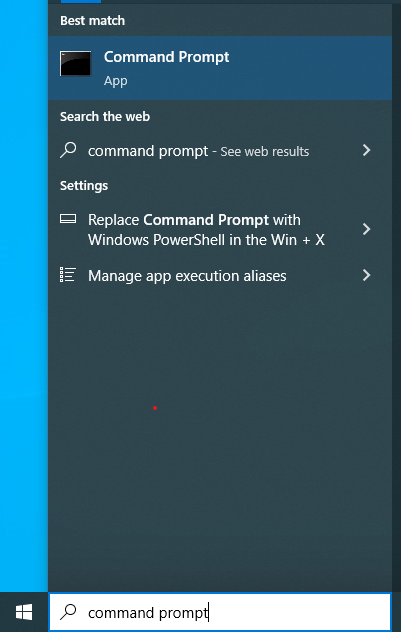 Best match
Command Prompt
App
Search the web
command prompt - See web results
Settings
Replace Command Prompt with
Windows PowerShell in the Win + X
Manage app execution aliases
command prompt